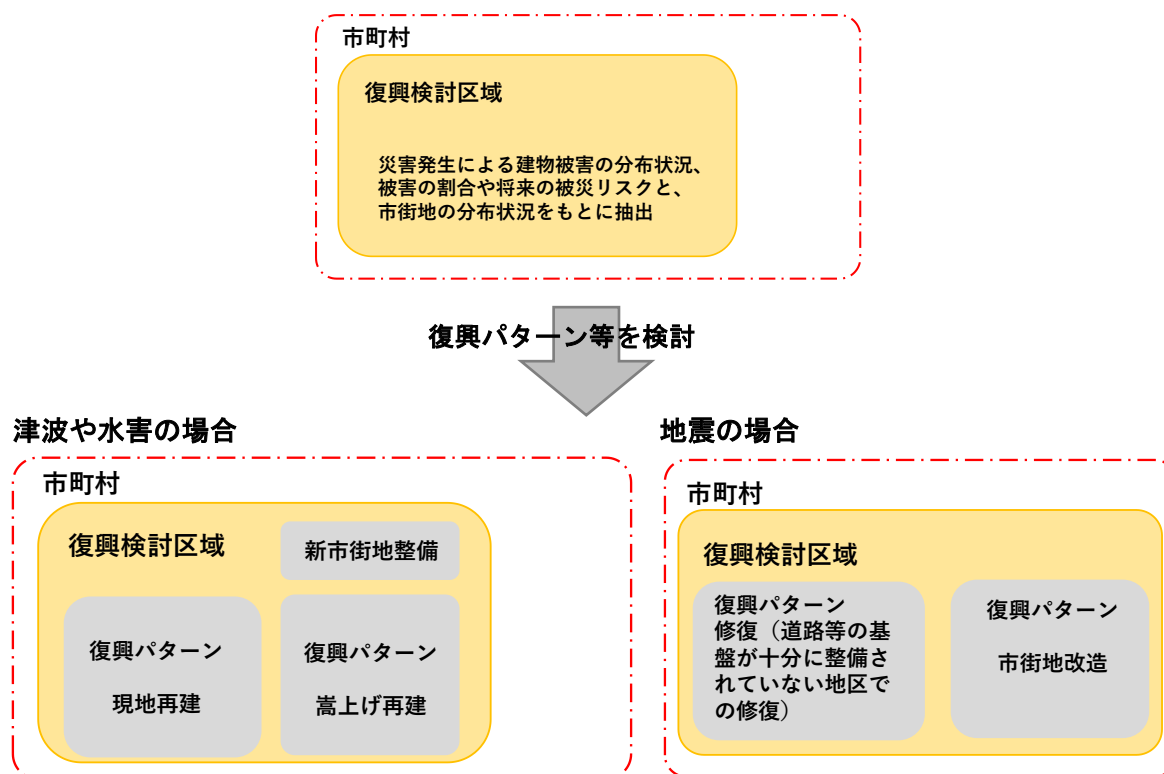 市町村
復興検討区域
災害発生による建物被害の分布状況、
被害の割合や将来の被災リスクと、
市街地の分布状況をもとに抽出
復興パターン等を検討
津波や水害の場合
市町村
復興検討区域
新市街地整備
復興パターン
現地再建
復興パターン
嵩上げ再建
地震の場合
市町村
復興検討区域
復興パターン
修復（道路等の基
盤が十分に整備さ
れていない地区で
の修復）
復興パターン
市街地改造